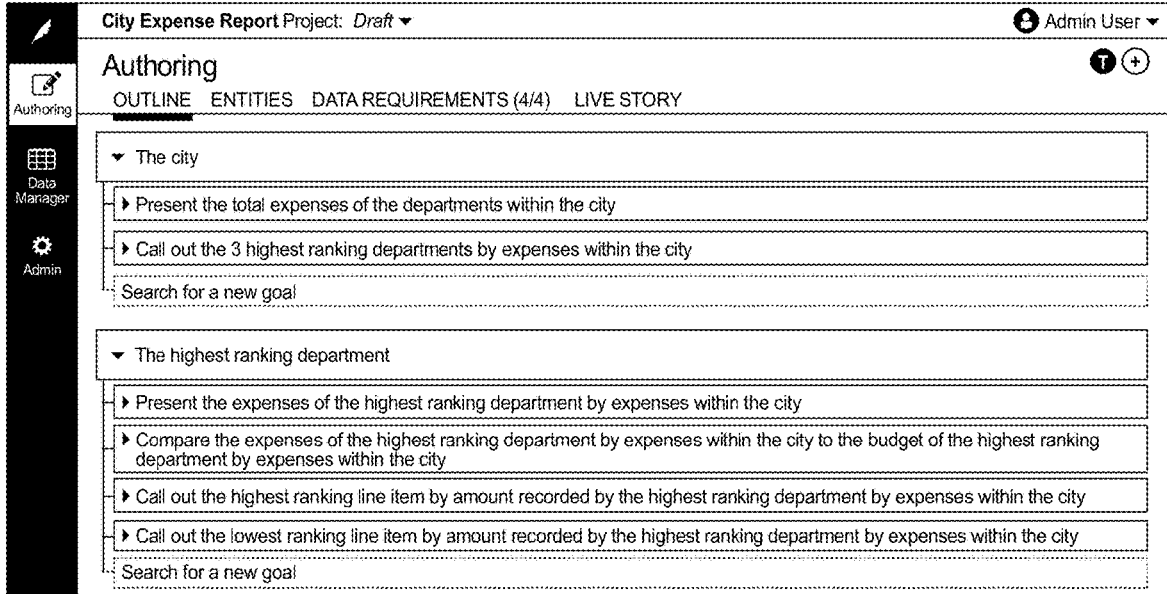 City Expense Report Project: Draft
Admin User
Authoring
T
Authoring
OUTLINE ENTITIES DATA REQUIREMENTS (4/4) LIVE STORY
The city
Data
Manager
Present the total expenses of the departments within the city
Call out the 3 highest ranking departments by expenses within the city
Admin
Search for a new goal
The highest ranking department
Present the expenses of the highest ranking department by expenses within the city
Compare the expenses of the highest ranking department by expenses within the city to the budget of the highest ranking
department by expenses within the city
Call out the highest ranking line item by amount recorded by the highest ranking department by expenses within the city
Call out the lowest ranking line item by amount recorded by the highest ranking department by expenses within the city
Search for a new goal